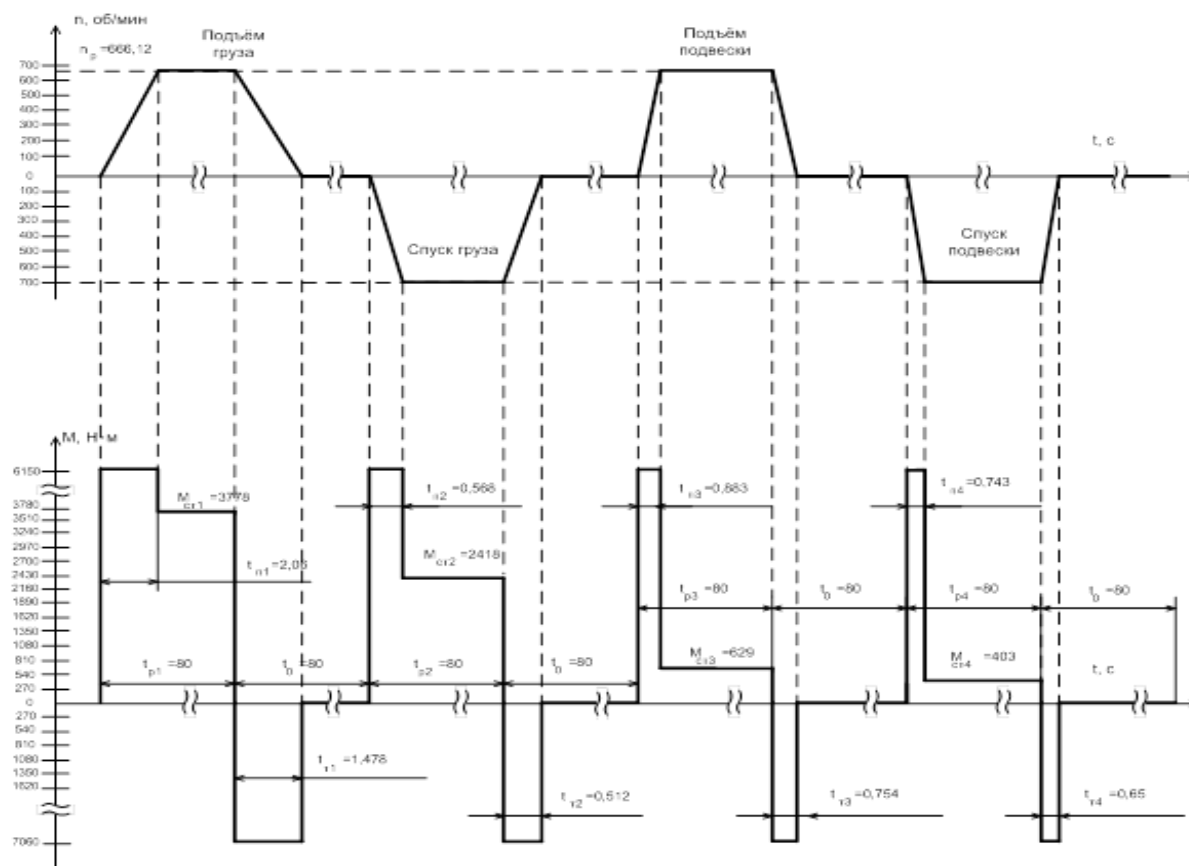 n, об/мин
n р =666,12
Подъём
груза
Подъём
подвески
700
600
500
400
300
200
100
0
100
200
300
400
500
600
700
t, с
Спуск груза
Спуск
подвески
М, Н·м
6150
3780
3510
3240
2970
2700
2430
2160
1890
1620
1350
1080
810
540
270
0
270
540
810
1080
1350
1620
7060
М ст1 =3778
t п1 =2,06
t п2 =0,568
М ст2 =2418
t п3 =0,883
t п4 =0,743
t р3 =80
t 0 =80
t р4 =80
t 0 =80
t р1 =80
t 0 =80
t р2 =80
t 0 =80
М ст3 =629
М ст4 =403
t, с
t т1 =1,478
t т2 =0,512
t т3 =0,754
t т4 =0,65